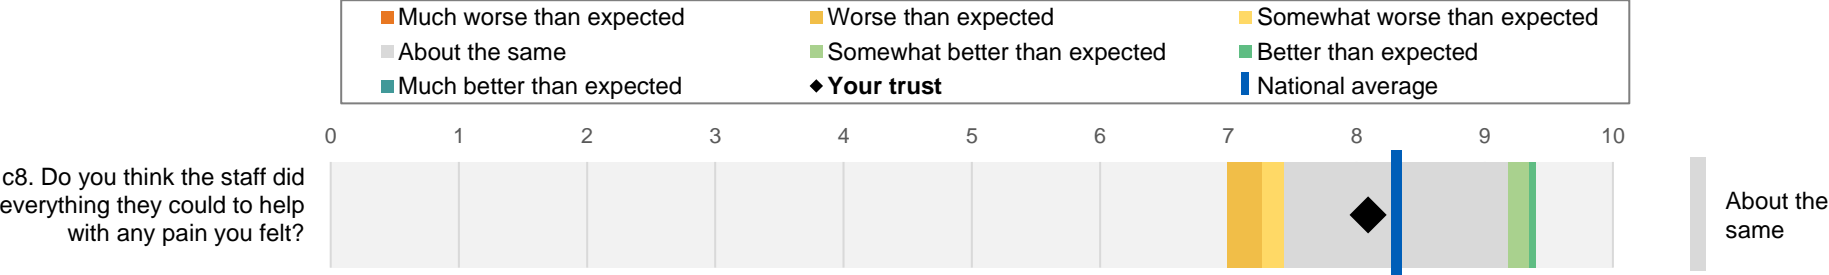 Much worse than expected
Worse than expected
Somewhat worse than expected
About the same
Somewhat better than expected
Better than expected
Much better than expected
Your trust
National average
0 1 2 3 4 5 6 7 8 9 10
c8. Do you think the staff did
everything they could to help
with any pain you felt?
About the
same